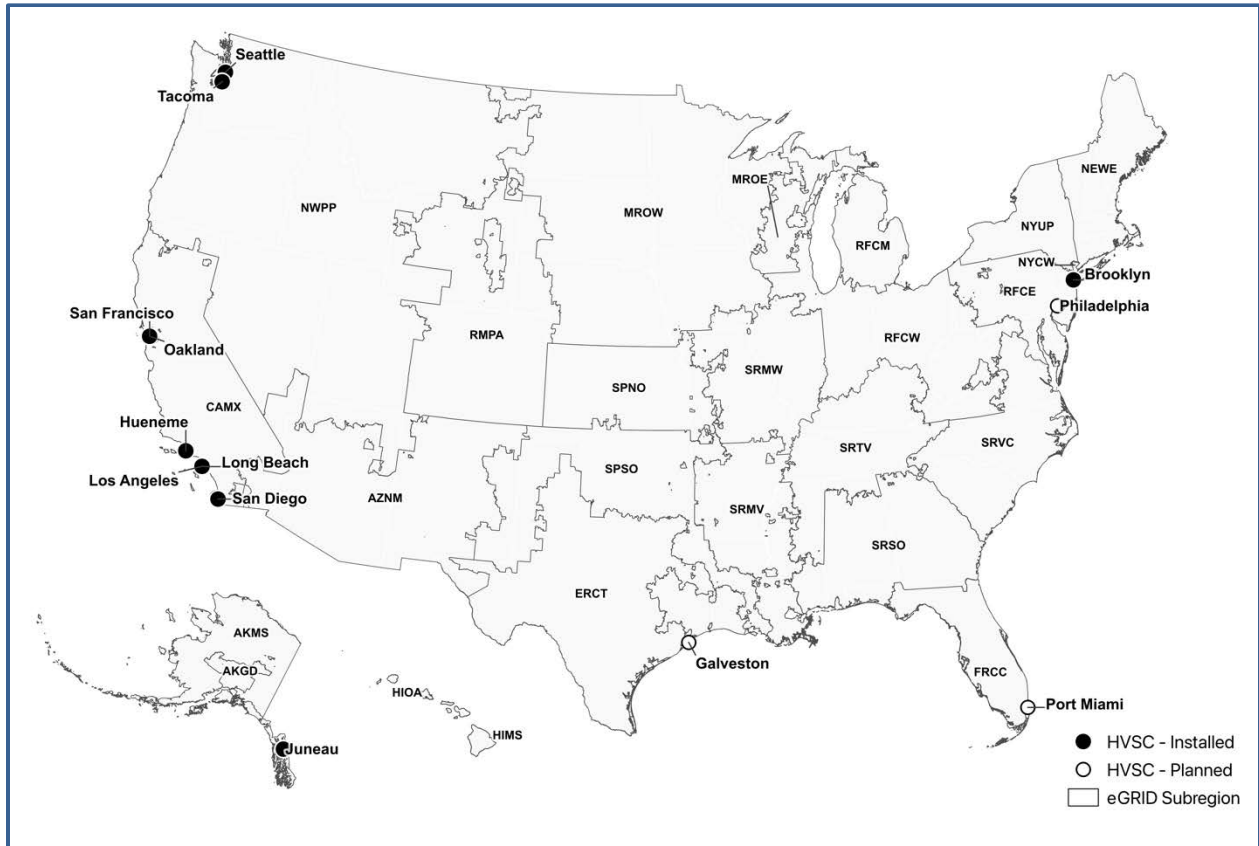 Seattle
Tacoma
NEWE
MROE
NWPP
MROW
NYUP
RFCM
NYCW
Brooklyn
RFCE
Philadelphia
San Francisco
Oakland
RMPA
RFCW
SRMW
SPNO
CAMX
Hueneme
SRTV
SRVC
Long Beach
Los Angeles
SPSO
San Diego
AZNM
SRMV
SRSO
ERCT
AKMS
AKGD
Galveston
FRCC
HIOA
Port Miami
HIMS
Juneau
HVSC - Installed
HVSC - Planned
eGRID Subregion